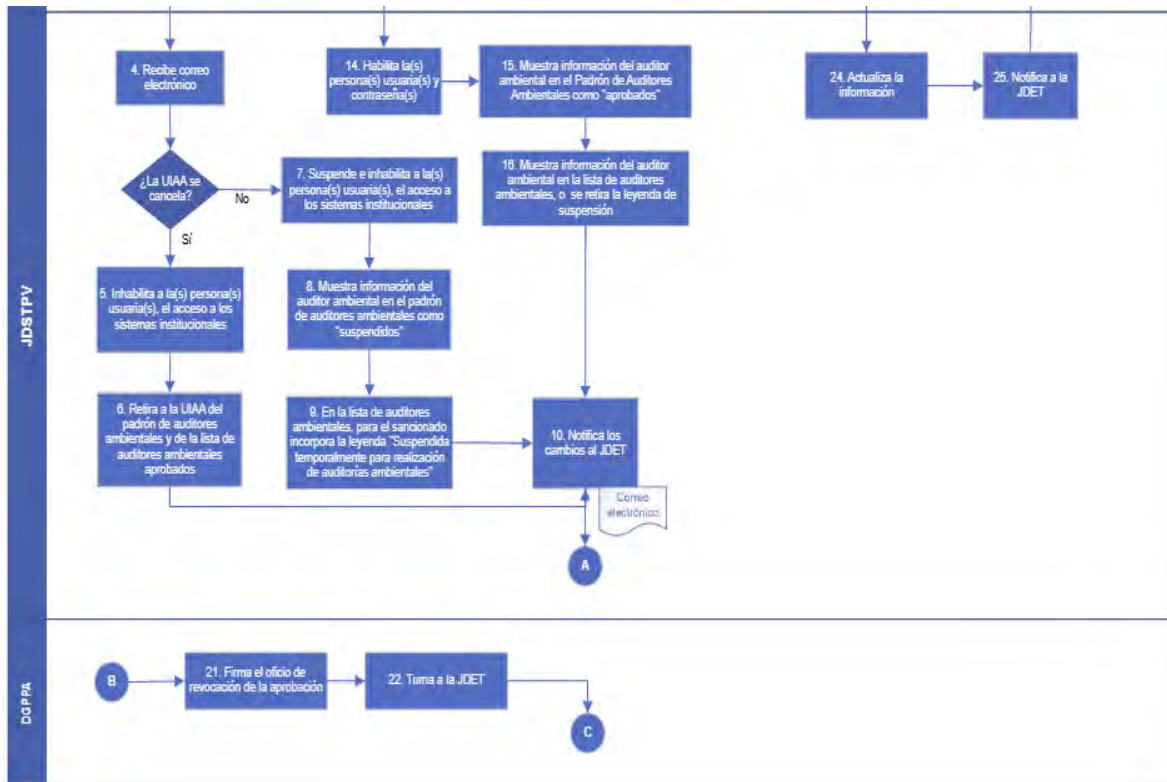 JDSTPV
4. Recibe correo
electrónico
¿La UIAA se
cancela?
No
Sí
5. Inhabilita a la(s) persona(s)
usuaria(s), el acceso a los
sistemas institucionales
6. Retira a la UIAA del
padrón de auditores
ambientales y de la lista de
auditores ambientales
aprobados
14. Habilita la(s)
persona(s) usuaria(s) y
contraseña(s)
7. Suspende e inhabilita a la(s)
persona(s) usuaria(s), el acceso a
los sistemas institucionales
8. Muestra información del
auditor ambiental en el padrón
de auditores ambientales como
"suspendidos"
9. En la lista de auditores
ambientales, para el sancionado
incorpora la leyenda "Suspendida
temporalmente para realización
de auditorías ambientales"
15. Muestra información del auditor
ambiental en el Padrón de Auditores
Ambientales como "aprobados"
16. Muestra información del auditor
ambiental en la lista de auditores
ambientales, o se retira la leyenda de
suspensión
10. Notifica los
cambios al JDET
Correo
electrónico
A
24. Actualiza la
información
25. Notifica a la
JDET
DGPPA
B
21. Firma el oficio de
revocación de la aprobación
22. Turna a la JDET
C